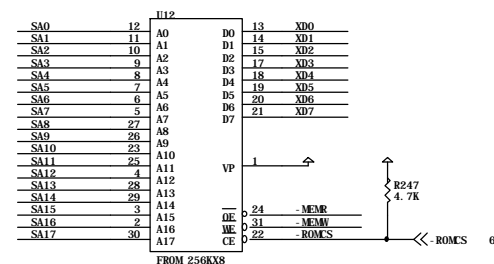 U12
SA0 12 A0 D0 13 XD0
SA1 11 A1 D1 14 XD1
SA2 10 A2 D2 15 XD2
SA3 9 A3 D3 17 XD3
SA4 8 A4 D4 18 XD4
SA5 7 A5 D5 19 XD5
SA6 6 A6 D6 20 XD6
SA7 5 A7 D7 21 XD7
SA8 27 A8
SA9 26 A9
SA10 23 A10
SA11 25 A11 VP 1
SA12 4 A12
SA13 28 A13
SA14 29 A14
SA15 3 A15 OE 24 -MEMR
SA16 2 A16 WE 31 -MEMW
SA17 30 A17 CE 22 -ROMCS
R247
4.7K
-ROMCS 6
FROM 256KX8